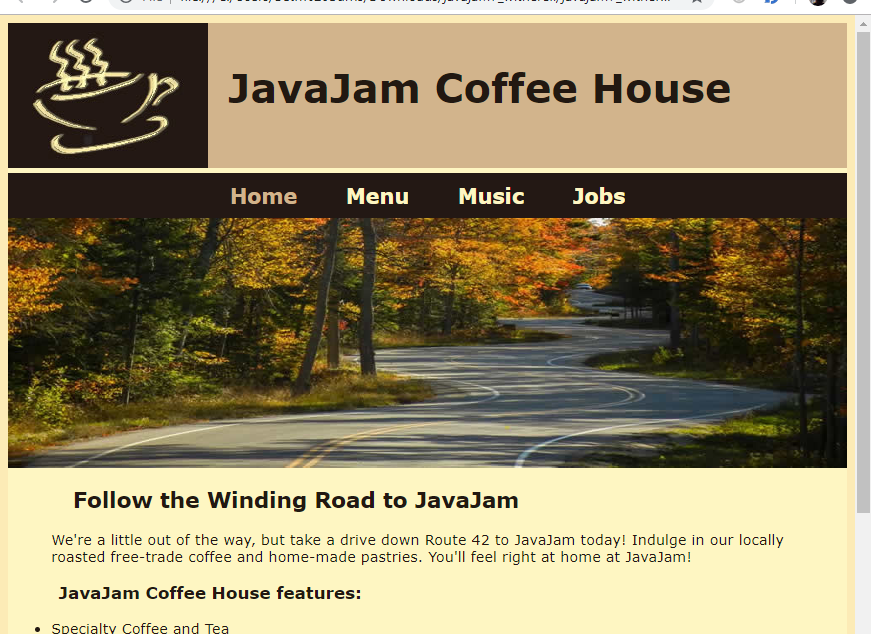 JavaJam Coffee House
Home Menu Music Jobs
Follow the Winding Road to JavaJam
We're a little out of the way, but take a drive down Route 42 to JavaJam today! Indulge in our locally
roasted free-trade coffee and home-made pastries. You'll feel right at home at JavaJam!
JavaJam Coffee House features:
Specialty Coffee and Tea